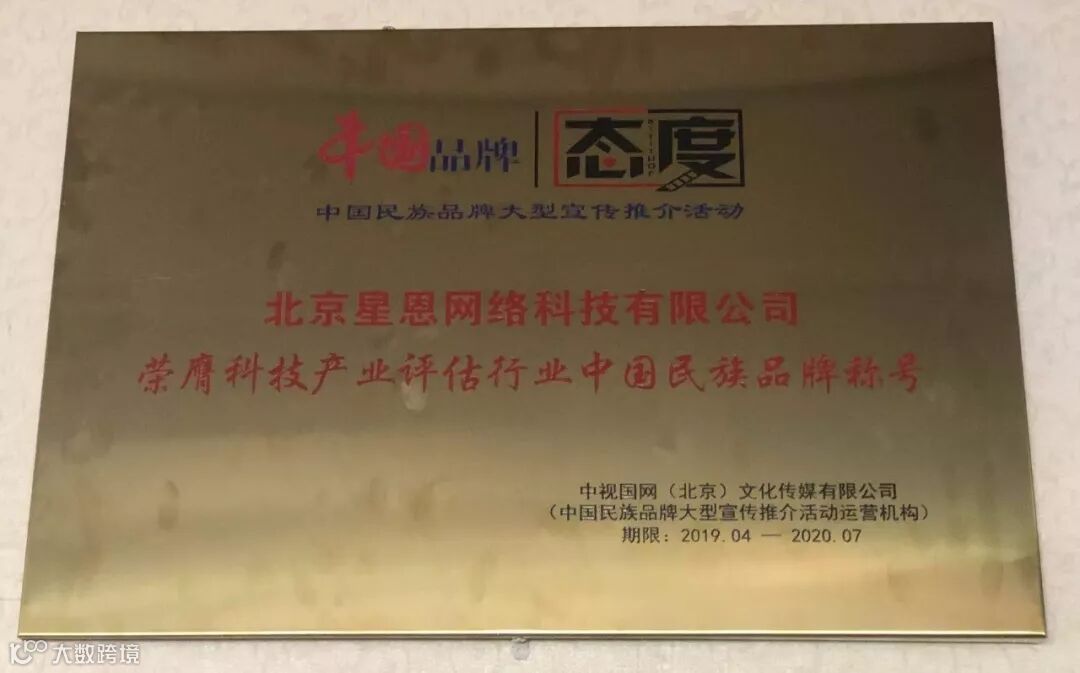 中国品牌 态度
ATTITUDE
中国民族品牌大型宣传推介活动
北京星恩网络科技有限公司
荣膺科技产业评估行业中国民族品牌称号
中视国网（北京）文化传媒有限公司
（中国民族品牌大型宣传推介活动运营机构）
期限：2019.04 — 2020.07
大数跨境